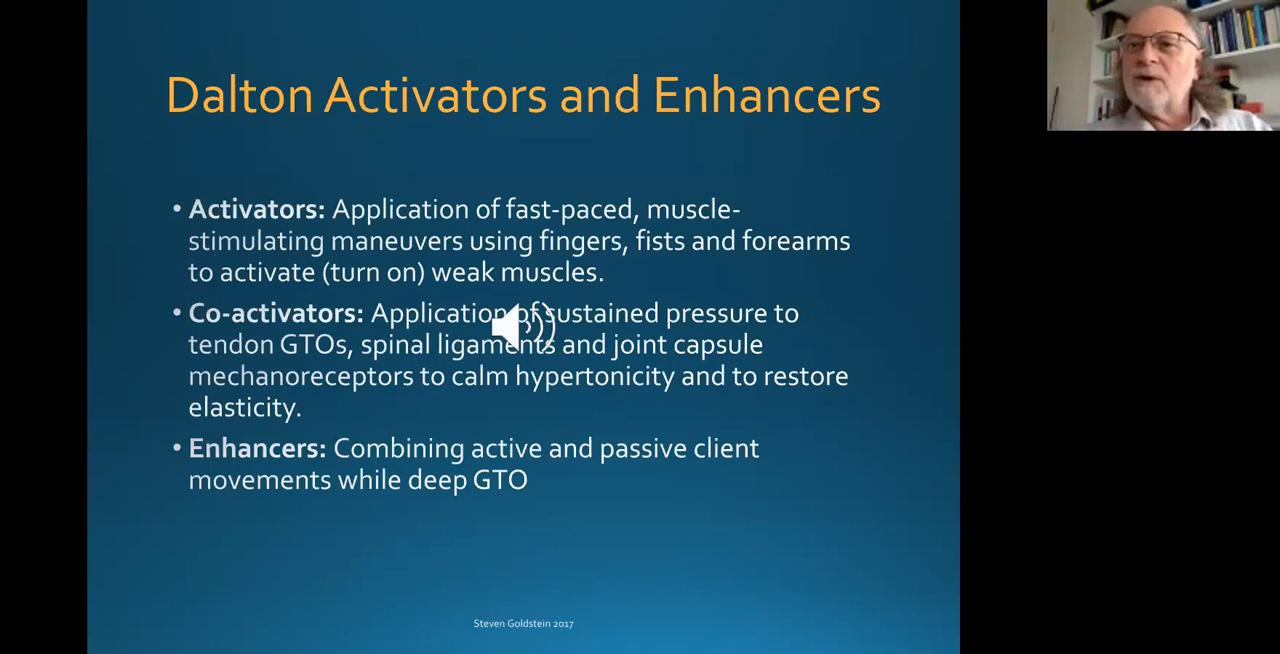 Dalton Activators and Enhancers
• Activators: Application of fast-paced, muscle-
stimulating maneuvers using fingers, fists and forearms
to activate (turn on) weak muscles.
• Co-activators: Application of sustained pressure to
tendon GTOs, spinal ligaments and joint capsule
mechanoreceptors to calm hypertonicity and to restore
elasticity.
• Enhancers: Combining active and passive client
movements while deep GTO
Steven Goldstein 2017